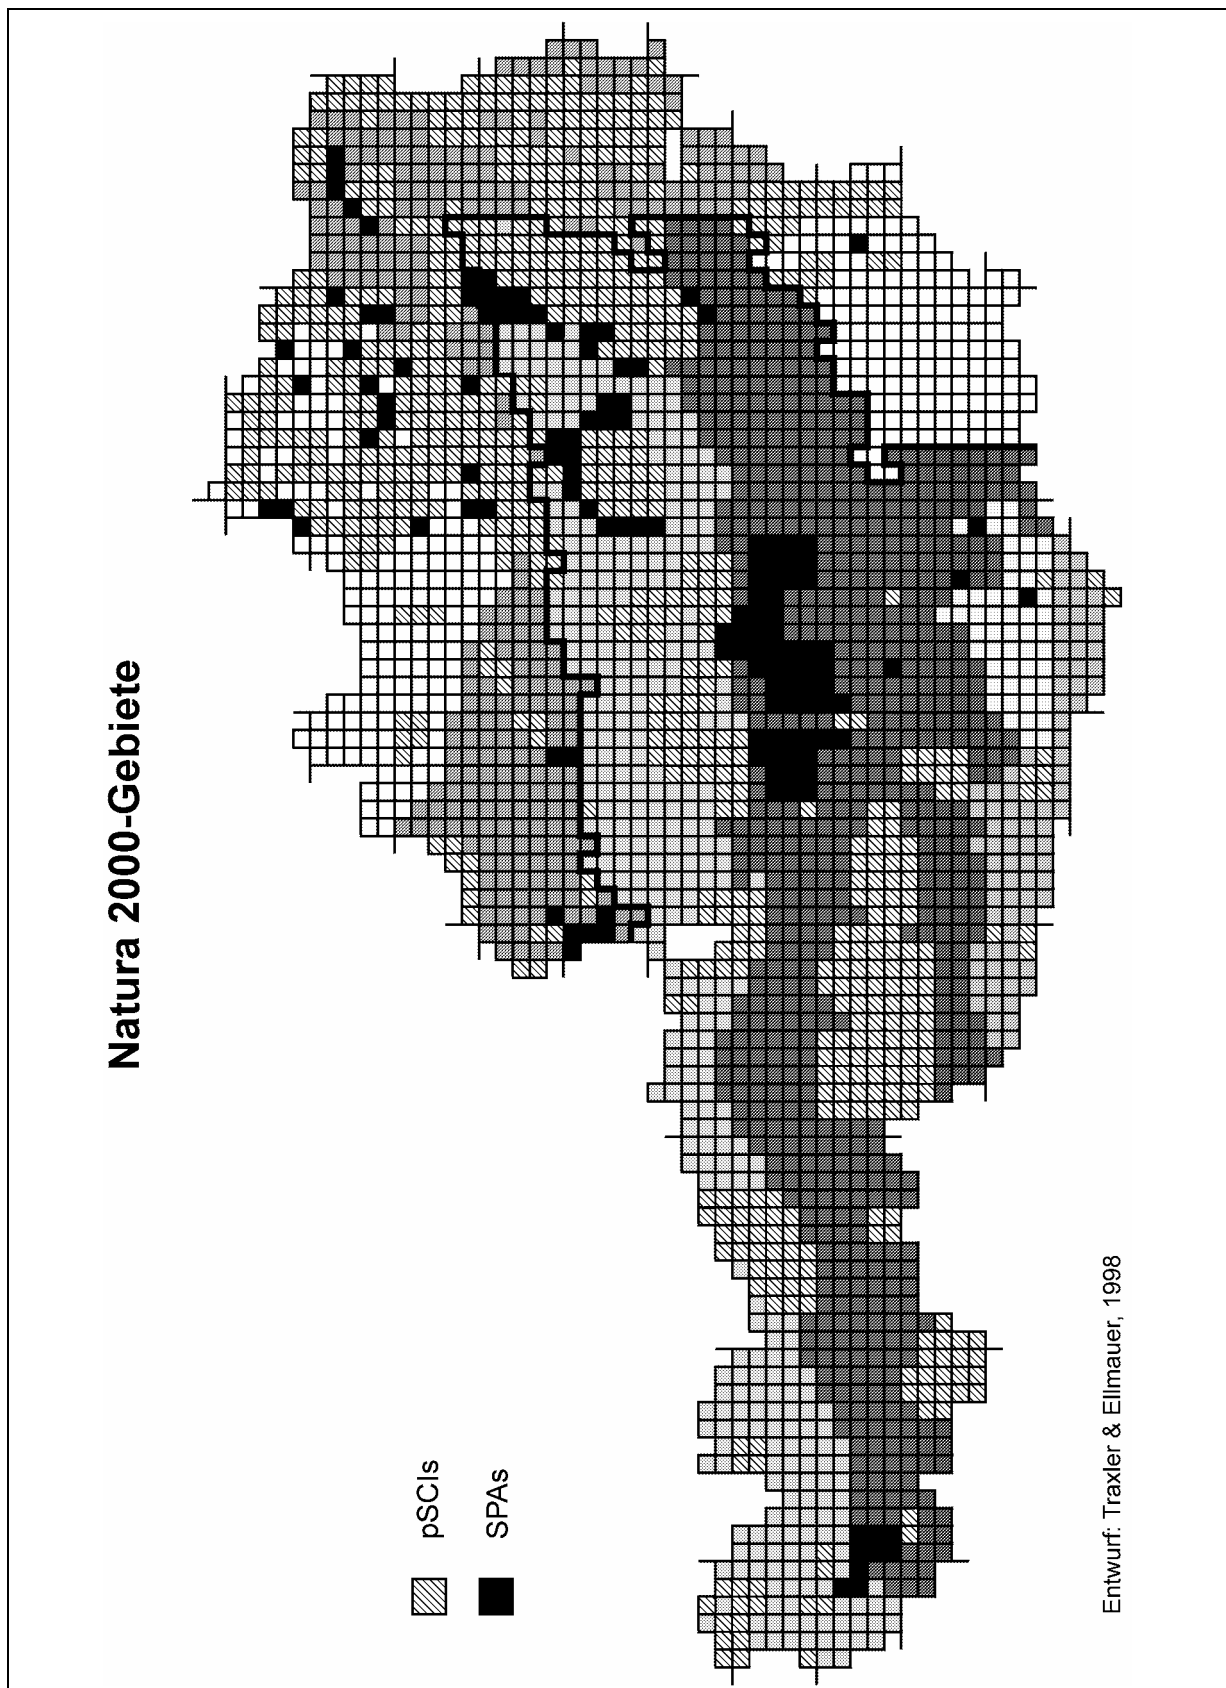 Natura 2000-Gebiete
pSCIs
SPAs
Entwurf: Traxler & Ellmauer, 1998